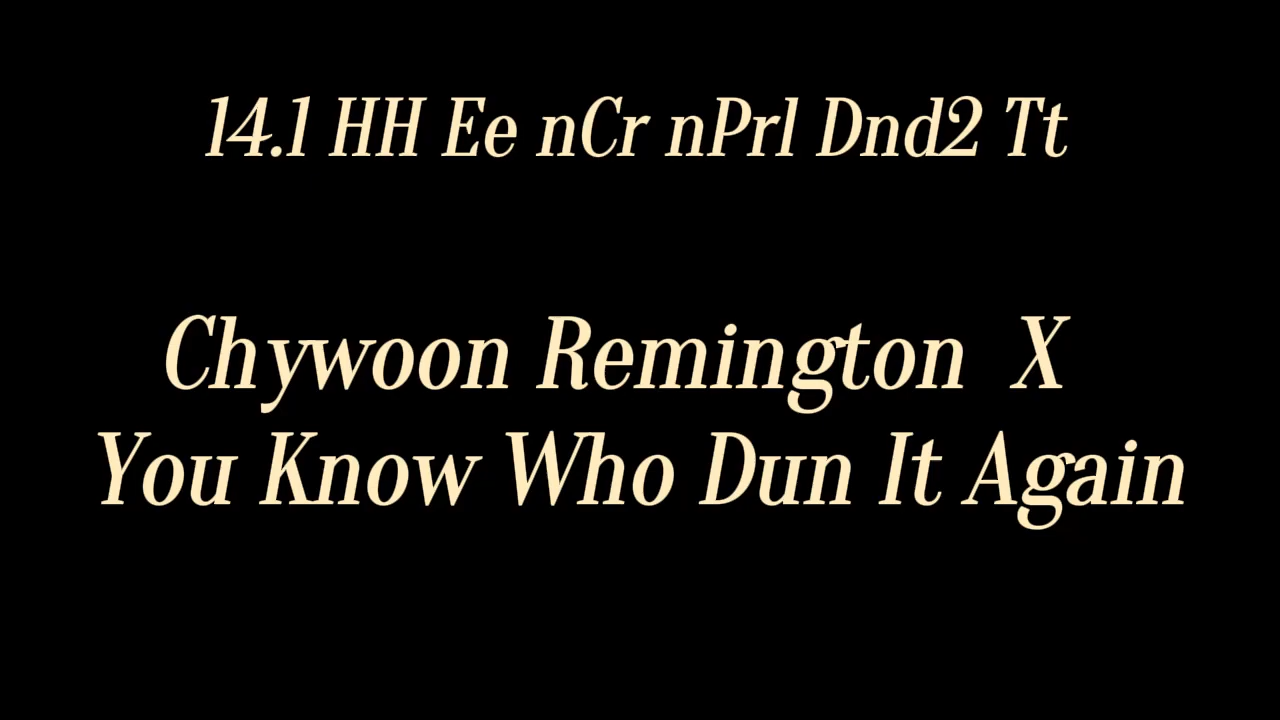 14.1 HH Ee nCr nPrl Dnd2 Tt
Chywoon Remington X
You Know Who Dun It Again